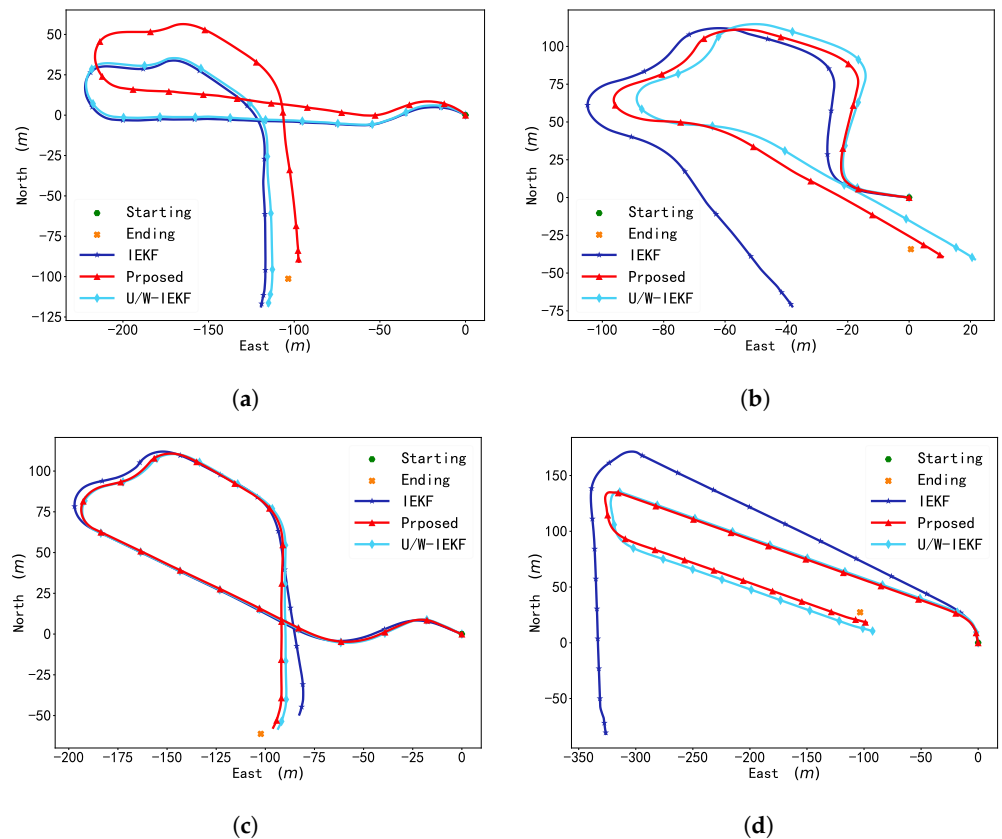 50
25
0
−25
−50
−75
−100
−125
North (m)
−200
−150
−100
−50
0
East (m)
Starting
Ending
IEKF
Prposed
U/W-IEKF
(a)
100
75
50
25
0
−25
−50
−75
North (m)
−100
−80
−60
−40
−20
0
20
East (m)
Starting
Ending
IEKF
Prposed
U/W-IEKF
(b)
100
75
50
25
0
−25
−50
North (m)
−200
−175
−150
−125
−100
−75
−50
−25
0
East (m)
Starting
Ending
IEKF
Prposed
U/W-IEKF
(c)
150
100
50
0
−50
North (m)
−350
−300
−250
−200
−150
−100
−50
0
East (m)
Starting
Ending
IEKF
Prposed
U/W-IEKF
(d)